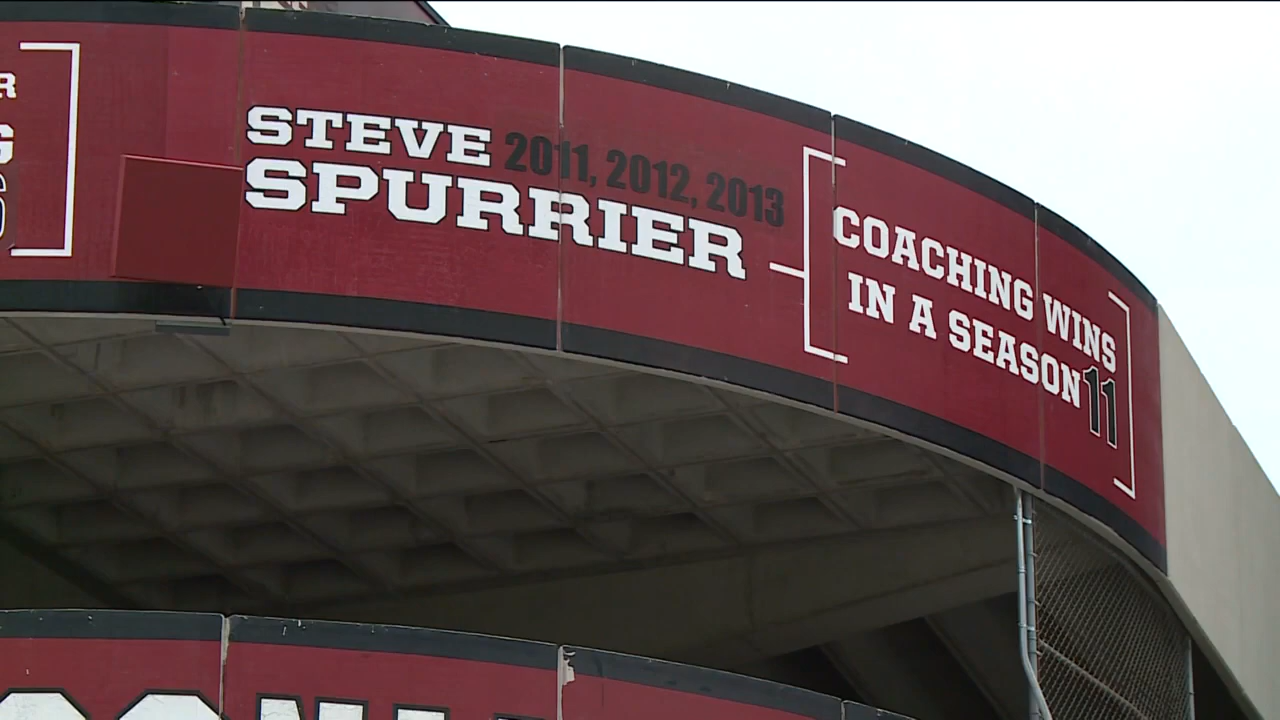 STEVE 2011, 2012, 2013
SPURRIER
COACHING WINS
IN A SEASON 11